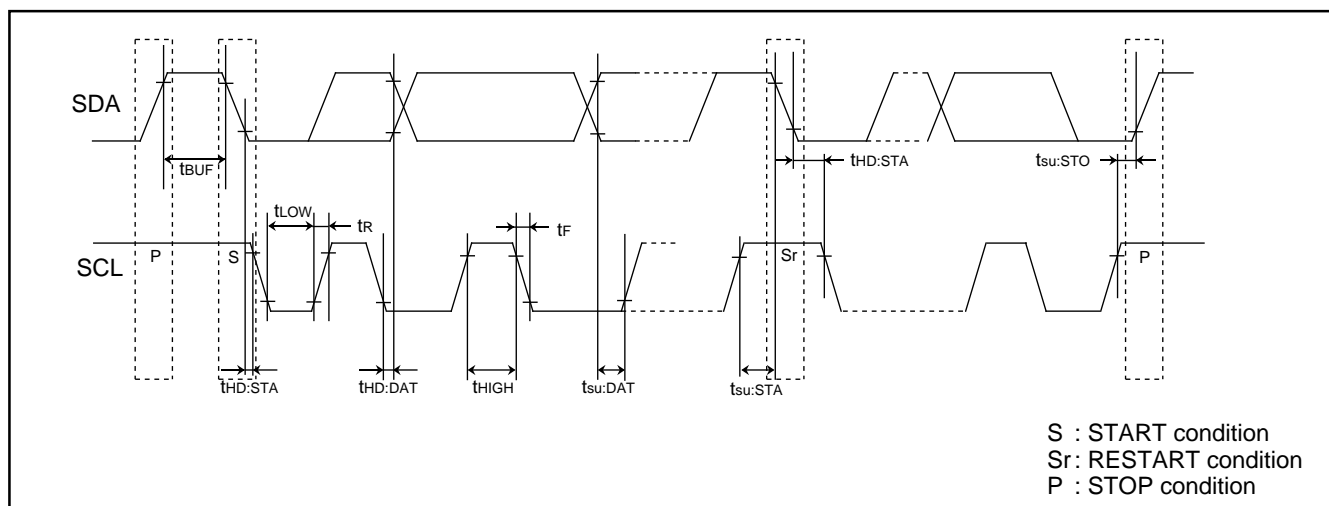 SDA
tBUF
tHD:STA
tsu:STO
tLOW
tR
tF
SCL
P
S
Sr
P
tHD:STA
tHD:DAT
tHIGH
tsu:DAT
tsu:STA
S : START condition
Sr : RESTART condition
P : STOP condition